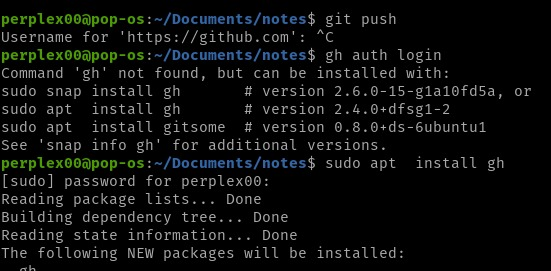 perplex00@pop-os:~/Documents/notes$ git push
Username for 'https://github.com': ^C
perplex00@pop-os:~/Documents/notes$ gh auth login
Command 'gh' not found, but can be installed with:
sudo snap install gh       # version 2.6.0-15-g1a10fd5a, or
sudo apt  install gh       # version 2.4.0+dfsg1-2
sudo apt  install gitsome  # version 0.8.0+ds-6ubuntu1
See 'snap info gh' for additional versions.
perplex00@pop-os:~/Documents/notes$ sudo apt  install gh
[sudo] password for perplex00:
Reading package lists... Done
Building dependency tree... Done
Reading state information... Done
The following NEW packages will be installed:
  gh